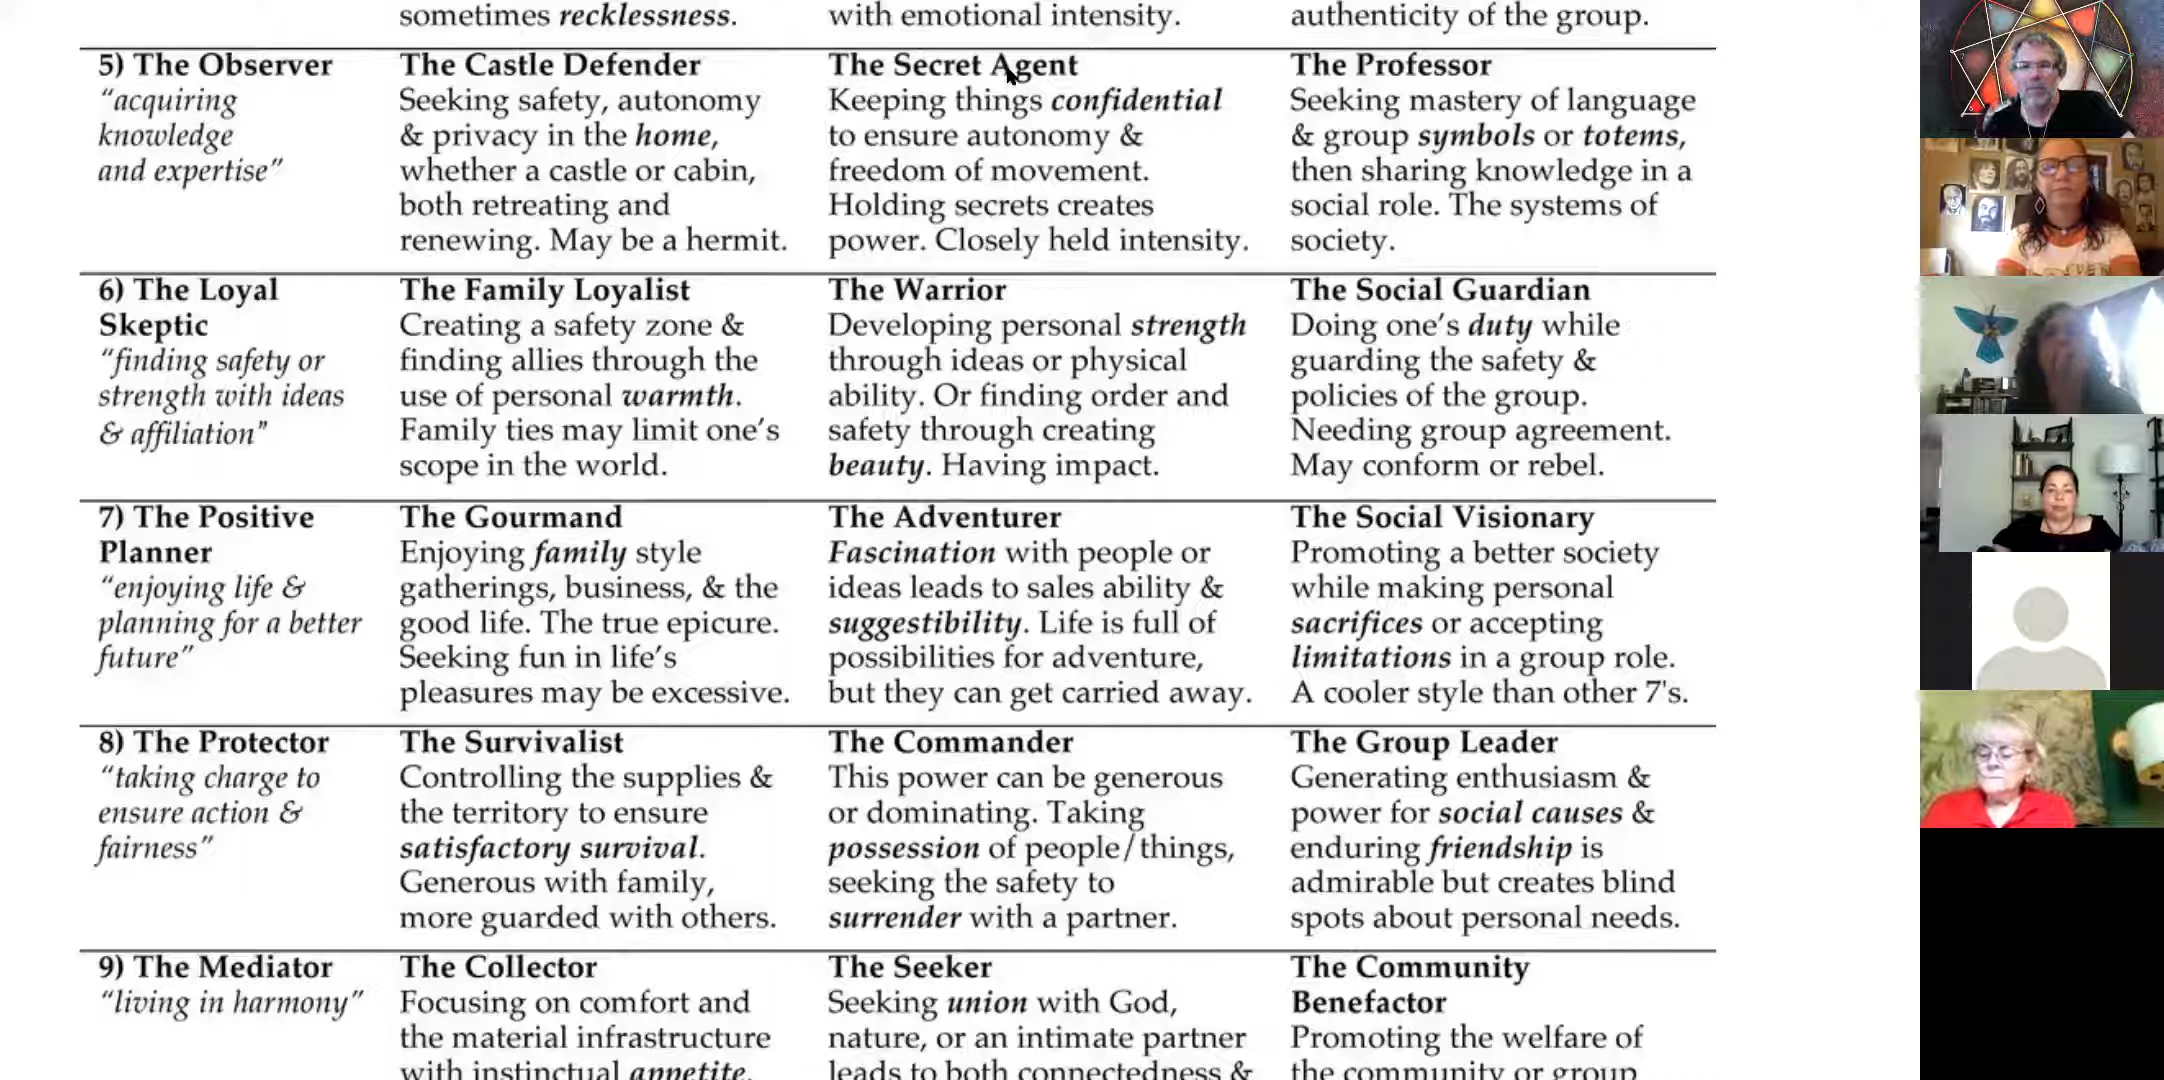 sometimes recklessness.
with emotional intensity.
authenticity of the group.
5) The Observer
“acquiring
knowledge
and expertise”
The Castle Defender
Seeking safety, autonomy
& privacy in the home,
whether a castle or cabin,
both retreating and
renewing. May be a hermit.
The Secret Agent
Keeping things confidential
to ensure autonomy &
freedom of movement.
Holding secrets creates
power. Closely held intensity.
The Professor
Seeking mastery of language
& group symbols or totems,
then sharing knowledge in a
social role. The systems of
society.
6) The Loyal
Skeptic
“finding safety or
strength with ideas
& affiliation"
The Family Loyalist
Creating a safety zone &
finding allies through the
use of personal warmth.
Family ties may limit one’s
scope in the world.
The Warrior
Developing personal strength
through ideas or physical
ability. Or finding order and
safety through creating
beauty. Having impact.
The Social Guardian
Doing one’s duty while
guarding the safety &
policies of the group.
Needing group agreement.
May conform or rebel.
7) The Positive
Planner
“enjoying life &
planning for a better
future”
The Gourmand
Enjoying family style
gatherings, business, & the
good life. The true epicure.
Seeking fun in life’s
pleasures may be excessive.
The Adventurer
Fascination with people or
ideas leads to sales ability &
suggestibility. Life is full of
possibilities for adventure,
but they can get carried away.
The Social Visionary
Promoting a better society
while making personal
sacrifices or accepting
limitations in a group role.
A cooler style than other 7's.
8) The Protector
“taking charge to
ensure action &
fairness”
The Survivalist
Controlling the supplies &
the territory to ensure
satisfactory survival.
Generous with family,
more guarded with others.
The Commander
This power can be generous
or dominating. Taking
possession of people/things,
seeking the safety to
surrender with a partner.
The Group Leader
Generating enthusiasm &
power for social causes &
enduring friendship is
admirable but creates blind
spots about personal needs.
9) The Mediator
“living in harmony”
The Collector
Focusing on comfort and
the material infrastructure
with instinctual appetite.
The Seeker
Seeking union with God,
nature, or an intimate partner
leads to both connectedness &
The Community
Benefactor
Promoting the welfare of
the community or group